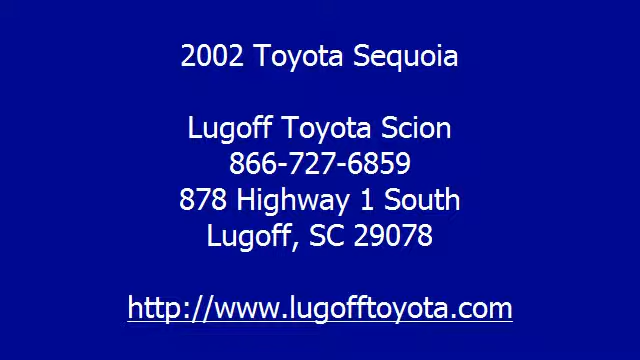 2002 Toyota Sequoia
Lugoff Toyota Scion
866-727-6859
878 Highway 1 South
Lugoff, SC 29078
http://www.lugofftoyota.com